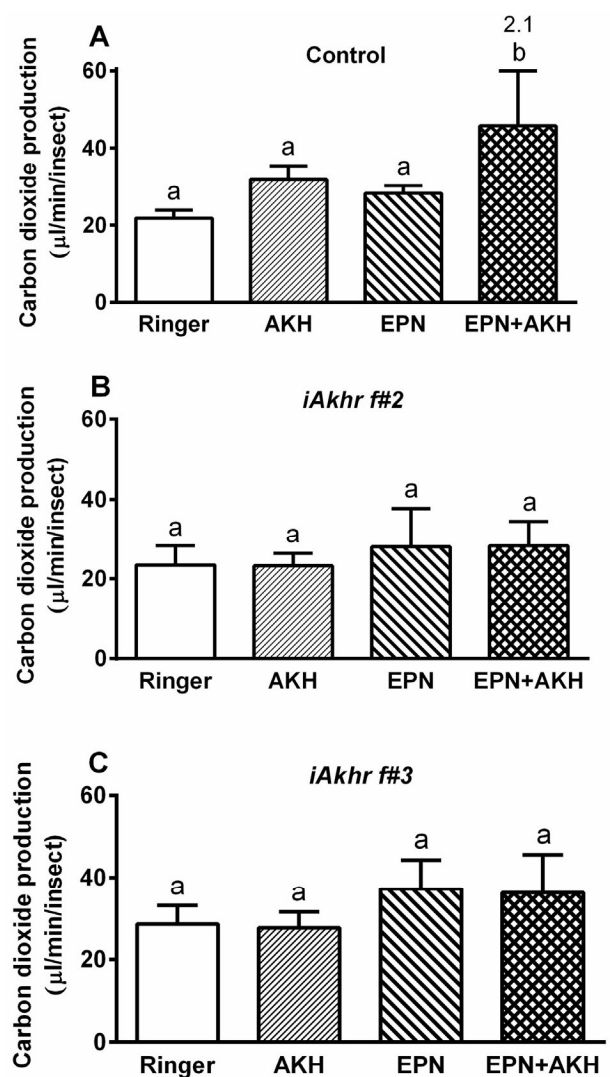 A
Control
2.1
b
a
a
a
Carbon dioxide production
(µl/min/insect)
60
40
20
0
Ringer AKH EPN EPN+AKH
B
iAkhr f#2
a
a
a
a
Carbon dioxide production
(µl/min/insect)
60
40
20
0
Ringer AKH EPN EPN+AKH
C
iAkhr f#3
a
a
a
a
Carbon dioxide production
(µl/min/insect)
60
40
20
0
Ringer AKH EPN EPN+AKH